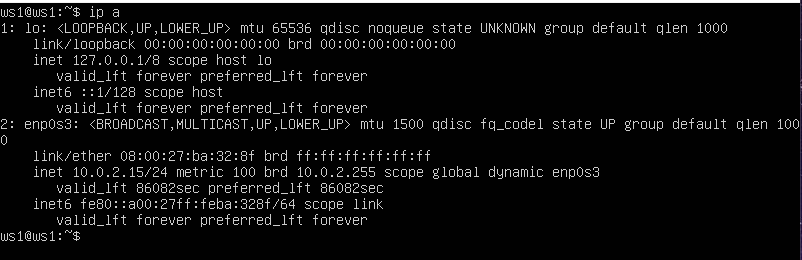 ws1@ws1:~$ ip a
1: lo: <LOOPBACK,UP,LOWER_UP> mtu 65536 qdisc noqueue state UNKNOWN group default qlen 1000
    link/loopback 00:00:00:00:00:00 brd 00:00:00:00:00:00
    inet 127.0.0.1/8 scope host lo
       valid_lft forever preferred_lft forever
    inet6 ::1/128 scope host
       valid_lft forever preferred_lft forever
2: enp0s3: <BROADCAST,MULTICAST,UP,LOWER_UP> mtu 1500 qdisc fq_codel state UP group default qlen 100
0
    link/ether 08:00:27:ba:32:8f brd ff:ff:ff:ff:ff:ff
    inet 10.0.2.15/24 metric 100 brd 10.0.2.255 scope global dynamic enp0s3
       valid_lft 86082sec preferred_lft 86082sec
    inet6 fe80::a00:27ff:feba:328f/64 scope link
       valid_lft forever preferred_lft forever
ws1@ws1:~$